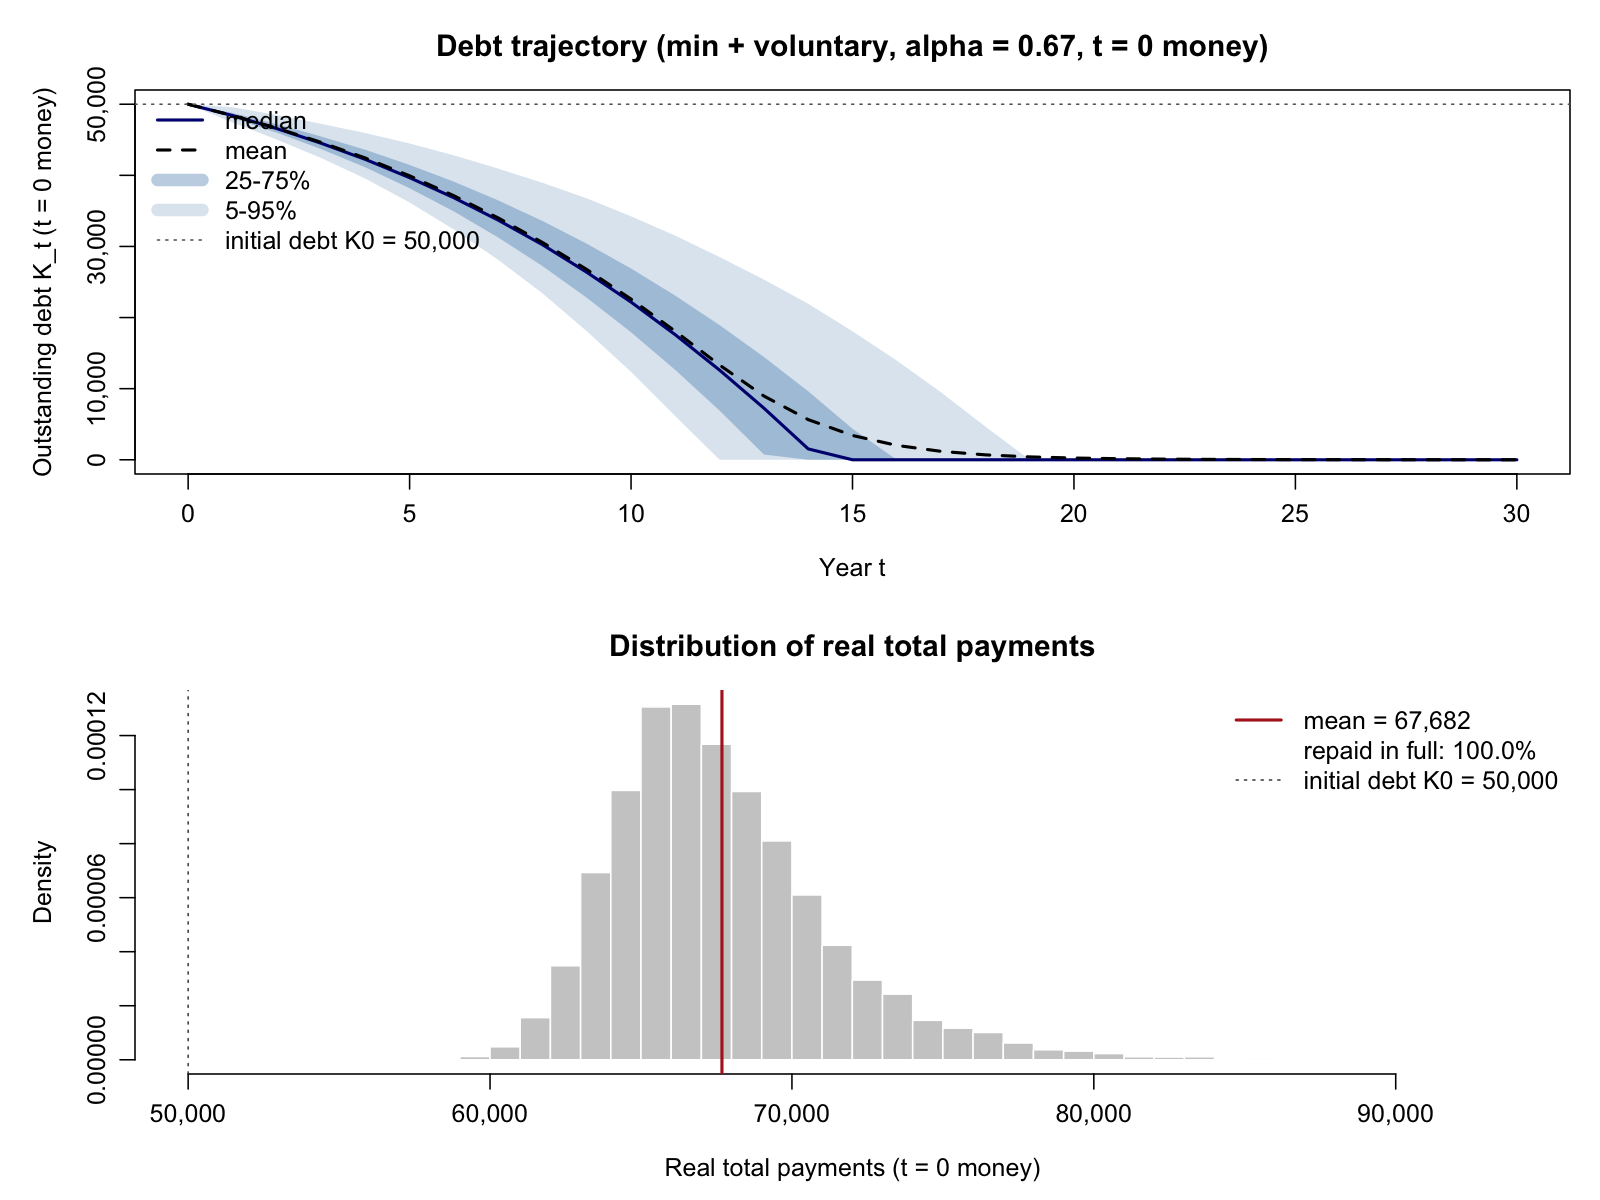 Debt trajectory (min + voluntary, alpha = 0.67, t = 0 money)
Outstanding debt K_t (t = 0 money)
50,000
30,000
10,000
0
median
mean
25-75%
5-95%
initial debt K0 = 50,000
0 5 10 15 20 25 30
Year t
Distribution of real total payments
Density
0.00012
0.00006
0.00000
mean = 67,682
repaid in full: 100.0%
initial debt K0 = 50,000
50,000 60,000 70,000 80,000 90,000
Real total payments (t = 0 money)